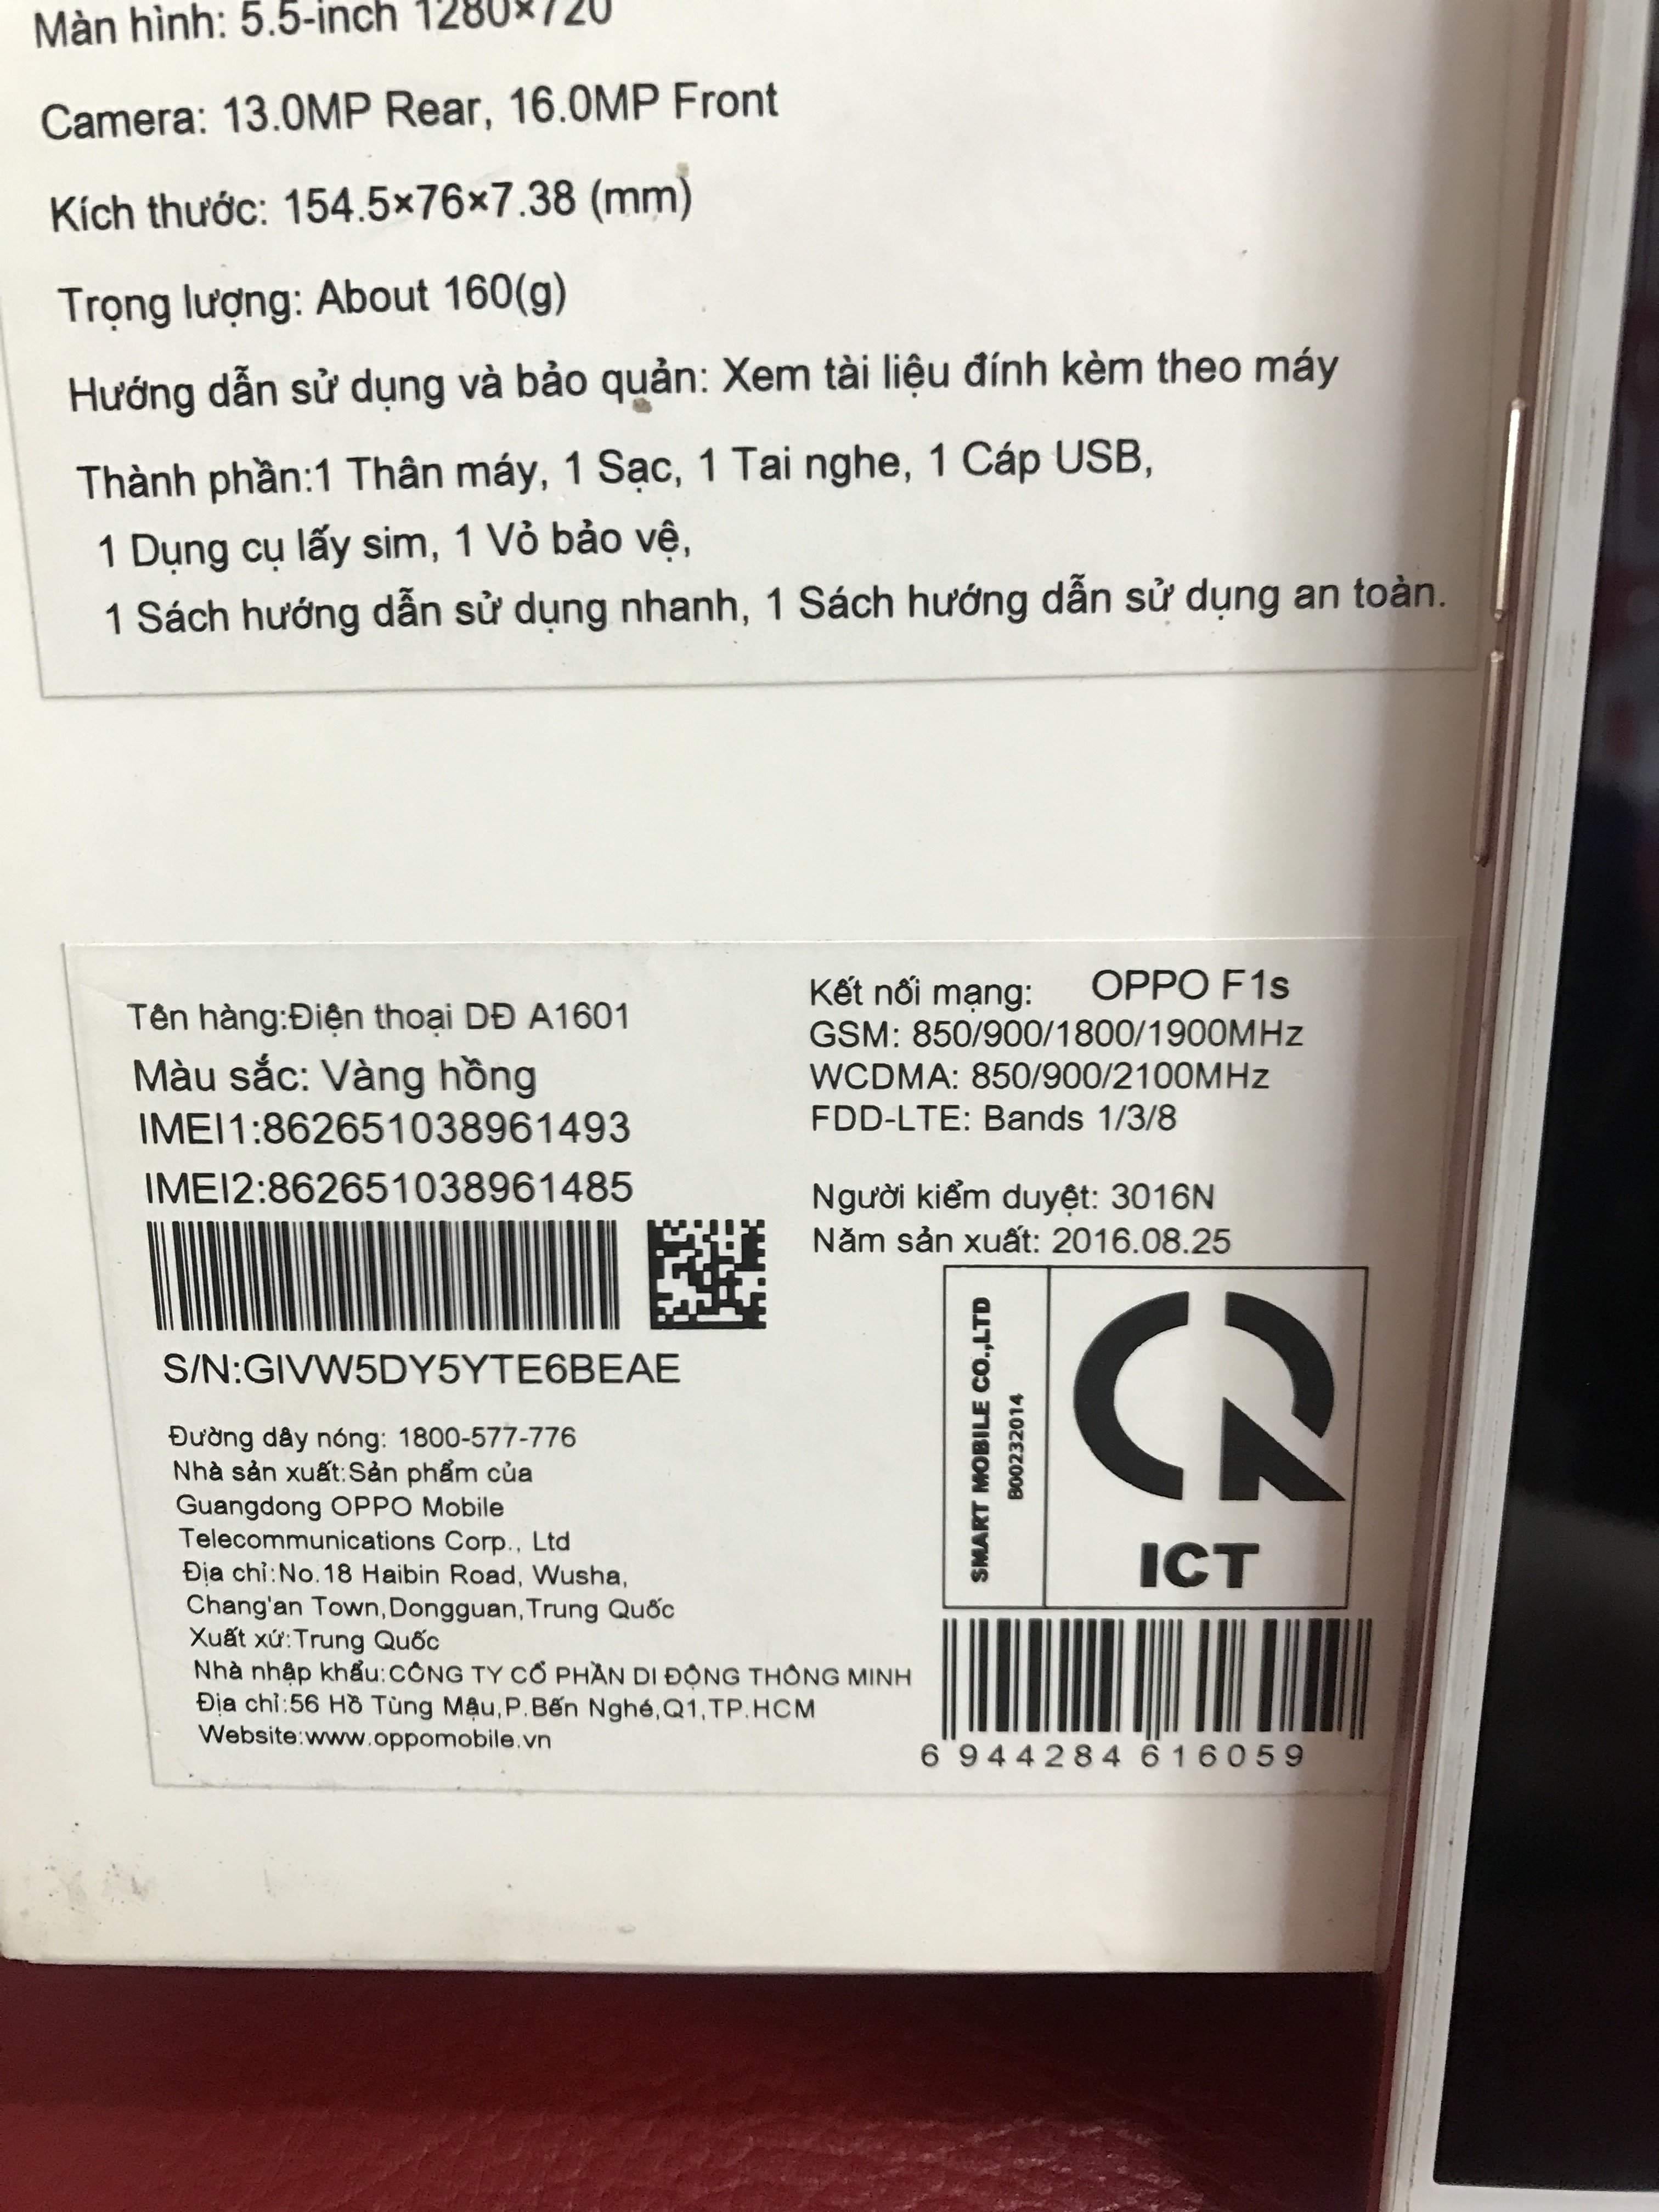 Màn hình: 5.5-inch 1280×720
Camera: 13.0MP Rear, 16.0MP Front
Kích thước: 154.5×76×7.38 (mm)
Trọng lượng: About 160(g)
Hướng dẫn sử dụng và bảo quản: Xem tài liệu đính kèm theo máy
Thành phần:1 Thân máy, 1 Sạc, 1 Tai nghe, 1 Cáp USB,
1 Dụng cụ lấy sim, 1 Vỏ bảo vệ,
1 Sách hướng dẫn sử dụng nhanh, 1 Sách hướng dẫn sử dụng an toàn.
Tên hàng:Điện thoại DĐ A1601
Màu sắc: Vàng hồng
IMEI1:862651038961493
IMEI2:862651038961485
S/N:GIVW5DY5YTE6BEAE
Đường dây nóng: 1800-577-776
Nhà sản xuất:Sản phẩm của
Guangdong OPPO Mobile
Telecommunications Corp., Ltd
Địa chỉ:No.18 Haibin Road, Wusha,
Chang'an Town,Dongguan,Trung Quốc
Xuất xứ:Trung Quốc
Nhà nhập khẩu:CÔNG TY CỔ PHẦN DI ĐỘNG THÔNG MINH
Địa chỉ:56 Hồ Tùng Mậu,P.Bến Nghé,Q1,TP.HCM
Website:www.oppomobile.vn
Kết nối mạng: OPPO F1s
GSM: 850/900/1800/1900MHz
WCDMA: 850/900/2100MHz
FDD-LTE: Bands 1/3/8
Người kiểm duyệt: 3016N
Năm sản xuất: 2016.08.25
SMART MOBILE CO.,LTD
B00232014
ICT
6 944284 616059